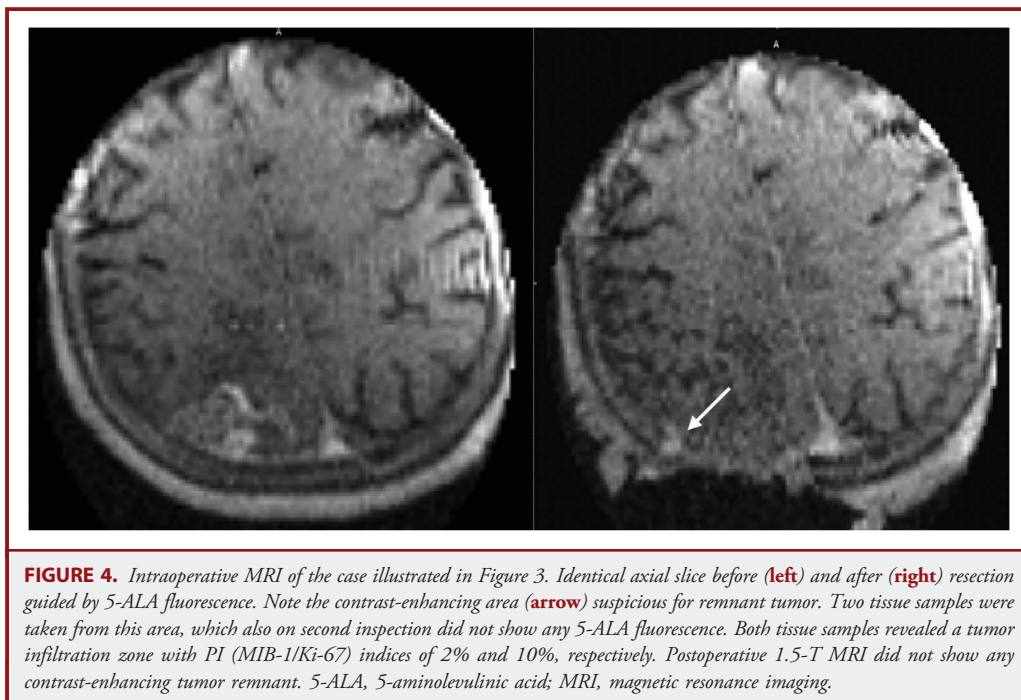 A
A
FIGURE 4. Intraoperative MRI of the case illustrated in Figure 3. Identical axial slice before (left) and after (right) resection
guided by 5-ALA fluorescence. Note the contrast-enhancing area (arrow) suspicious for remnant tumor. Two tissue samples were
taken from this area, which also on second inspection did not show any 5-ALA fluorescence. Both tissue samples revealed a tumor
infiltration zone with PI (MIB-1/Ki-67) indices of 2% and 10%, respectively. Postoperative 1.5-T MRI did not show any
contrast-enhancing tumor remnant. 5-ALA, 5-aminolevulinic acid; MRI, magnetic resonance imaging.